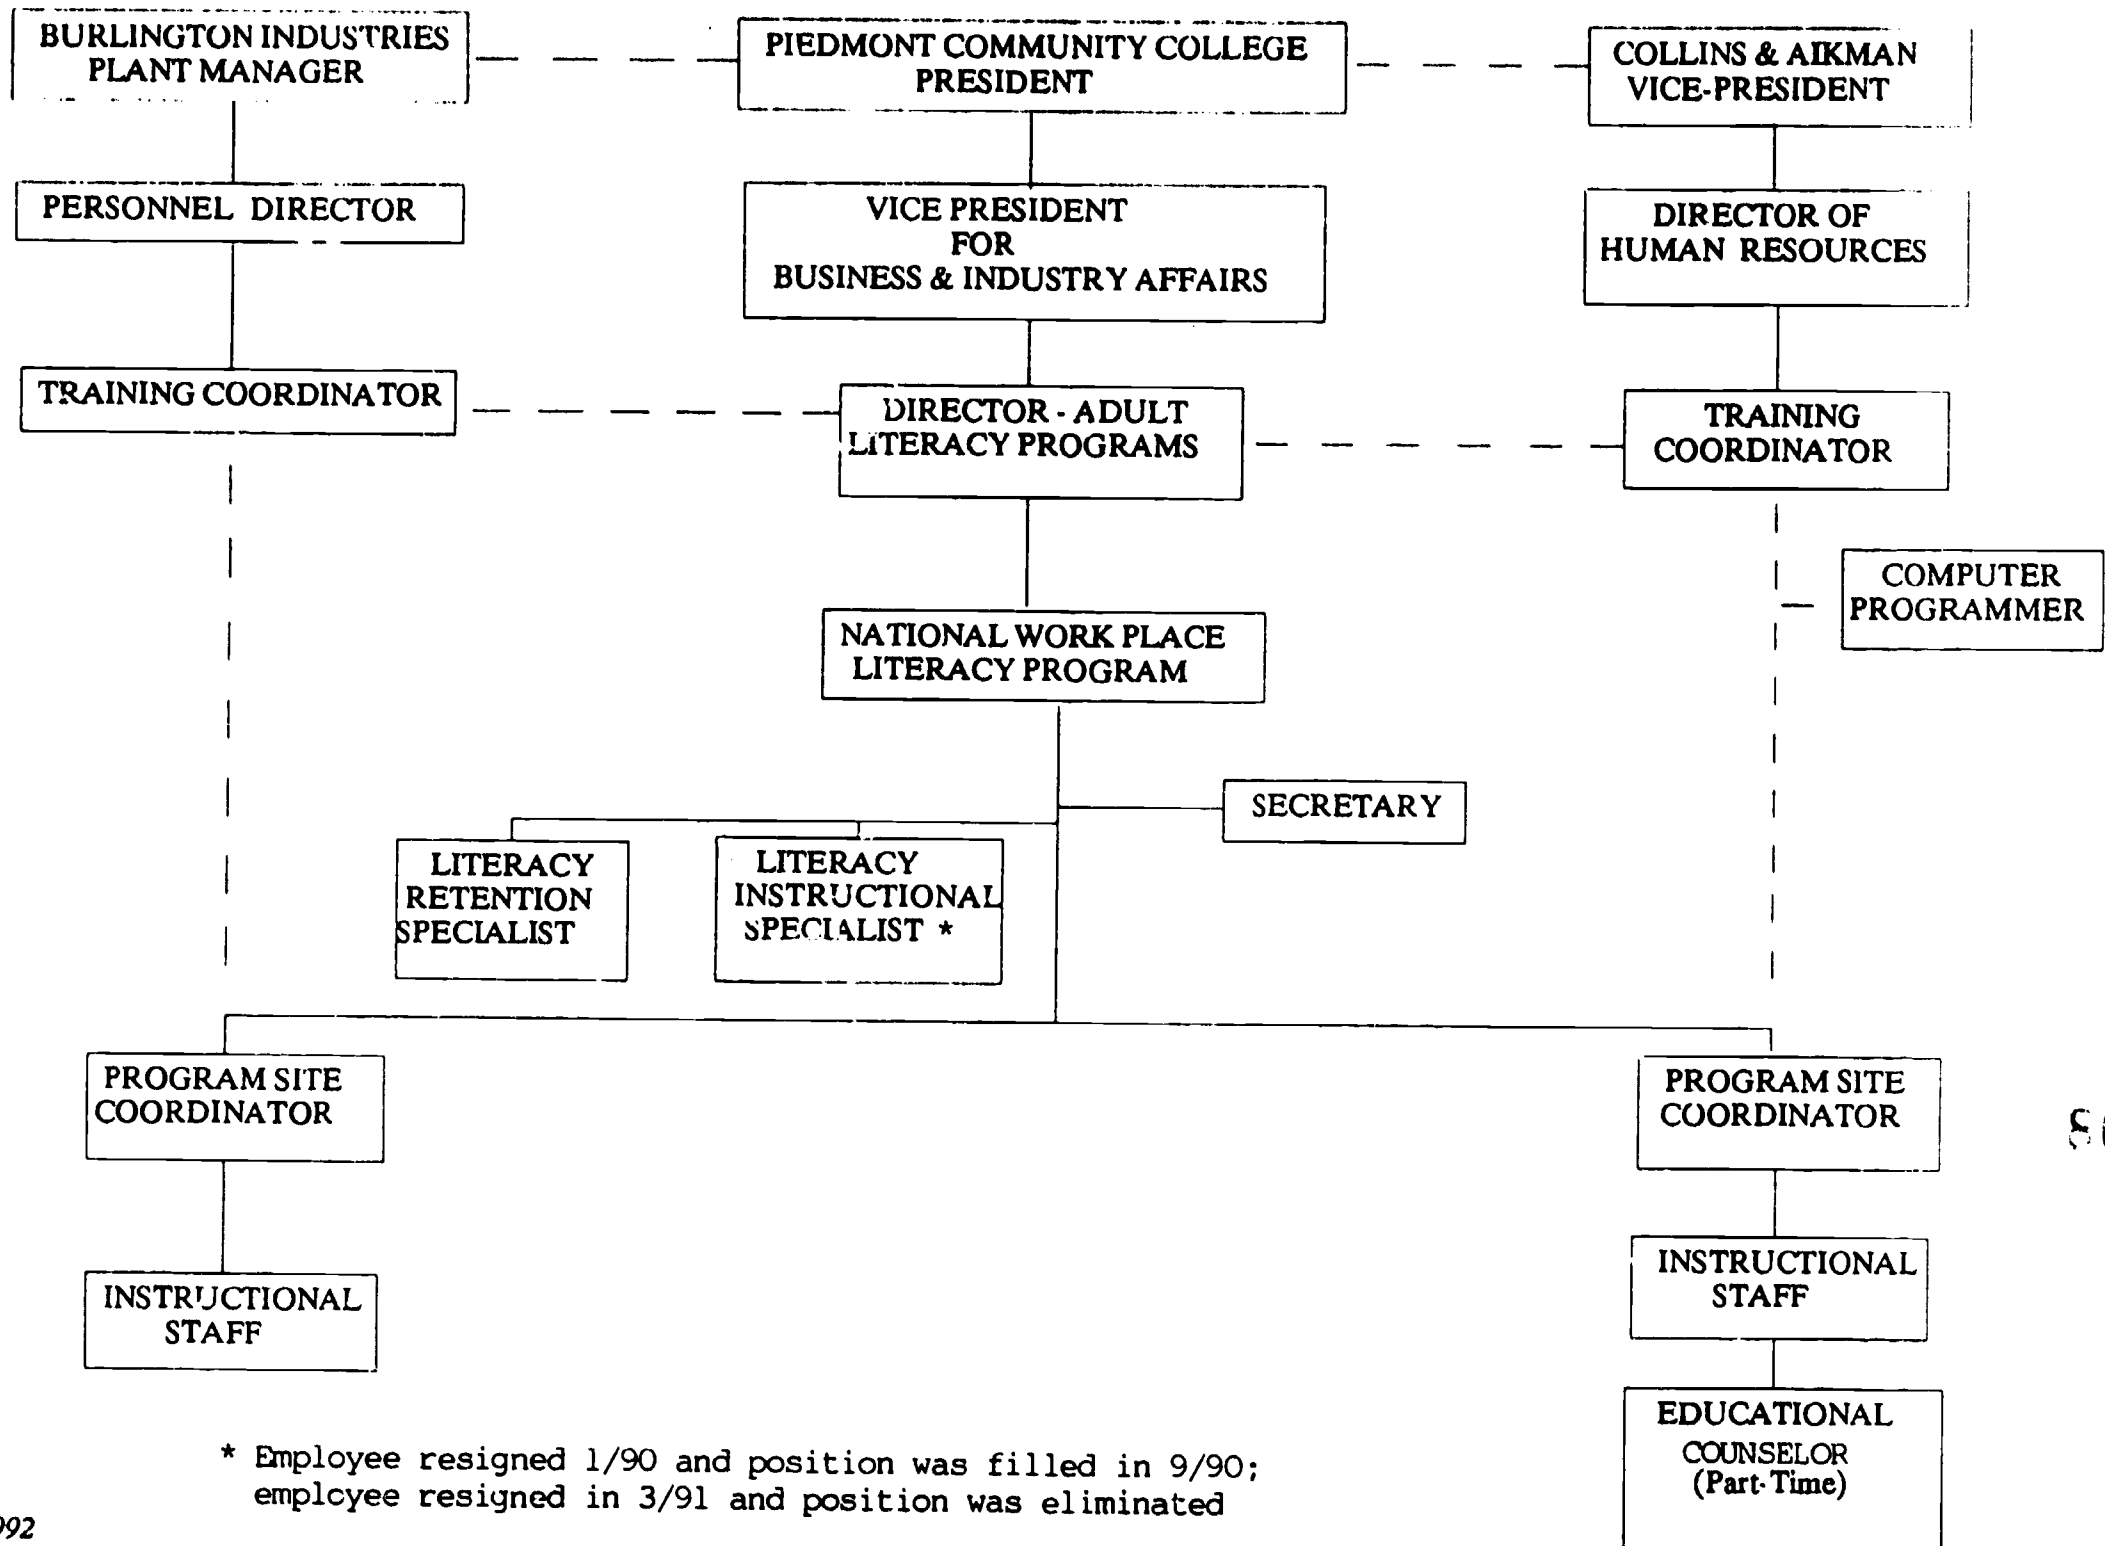 BURLINGTON INDUSTRIES
PLANT MANAGER
PIEDMONT COMMUNITY COLLEGE
PRESIDENT
COLLINS & AIKMAN
VICE-PRESIDENT
PERSONNEL DIRECTOR
VICE PRESIDENT
FOR
BUSINESS & INDUSTRY AFFAIRS
DIRECTOR OF
HUMAN RESOURCES
TRAINING COORDINATOR
DIRECTOR - ADULT
LITERACY PROGRAMS
TRAINING
COORDINATOR
COMPUTER
PROGRAMMER
NATIONAL WORK PLACE
LITERACY PROGRAM
SECRETARY
LITERACY
RETENTION
SPECIALIST
LITERACY
INSTRUCTIONAL
SPECIALIST *
PROGRAM SITE
COORDINATOR
PROGRAM SITE
COORDINATOR
INSTRUCTIONAL
STAFF
INSTRUCTIONAL
STAFF
EDUCATIONAL
COUNSELOR
(Part-Time)
* Employee resigned 1/90 and position was filled in 9/90;
employee resigned in 3/91 and position was eliminated
992